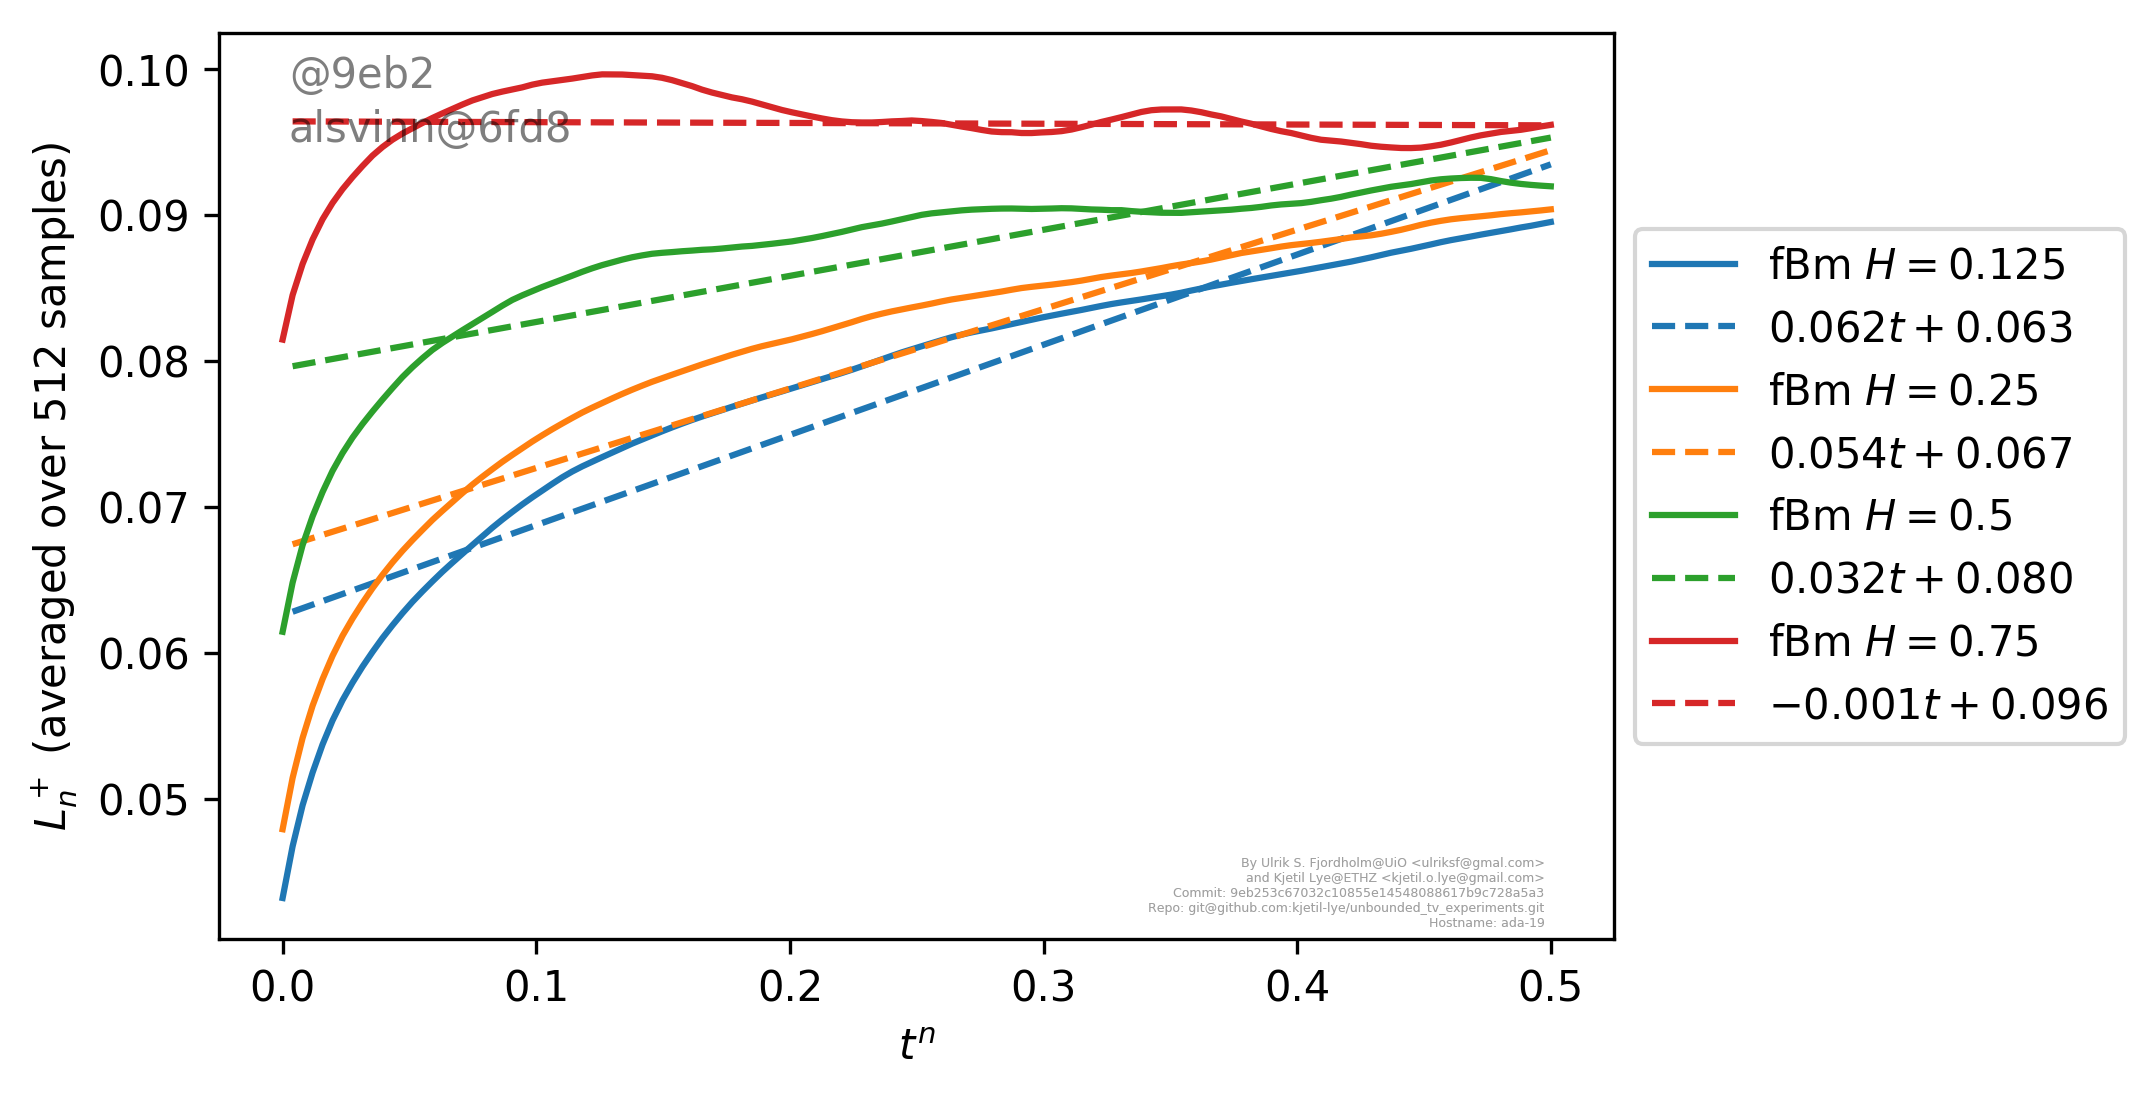 @9eb2
alsvinn@6fd8
0.10
0.09
0.08
0.07
0.06
0.05
L_n^+ (averaged over 512 samples)
0.0 0.1 0.2 0.3 0.4 0.5
t^n
fBm H = 0.125
0.062t + 0.063
fBm H = 0.25
0.054t + 0.067
fBm H = 0.5
0.032t + 0.080
fBm H = 0.75
−0.001t + 0.096
By Ulrik S. Fjordholm@UiO <ulriksf@gmal.com>
and Kjetil Lye@ETHZ <kjetil.o.lye@gmail.com>
Commit: 9eb253c67032c10855e14548088617b9c728a5a3
Repo: git@github.com:kjetil-lye/unbounded_tv_experiments.git
Hostname: ada-19